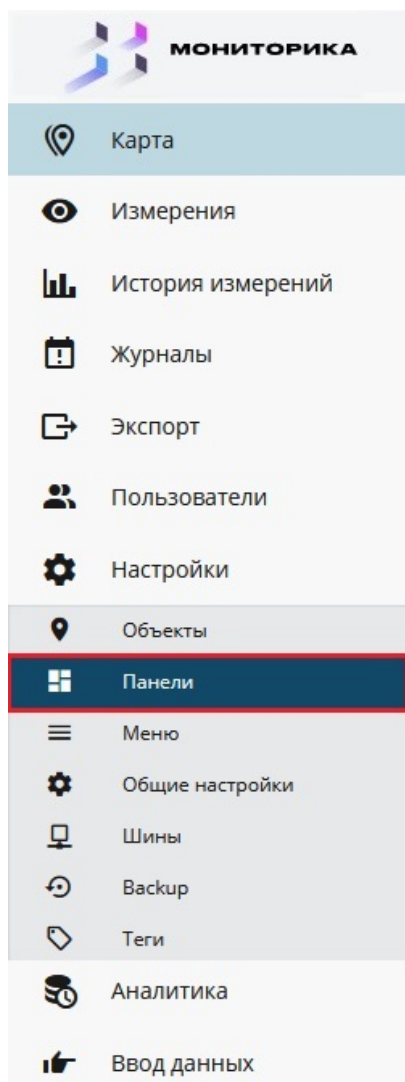 МОНИТОРИКА
Карта
Измерения
История измерений
Журналы
Экспорт
Пользователи
Настройки
Объекты
Панели
Меню
Общие настройки
Шины
Backup
Теги
Аналитика
Ввод данных